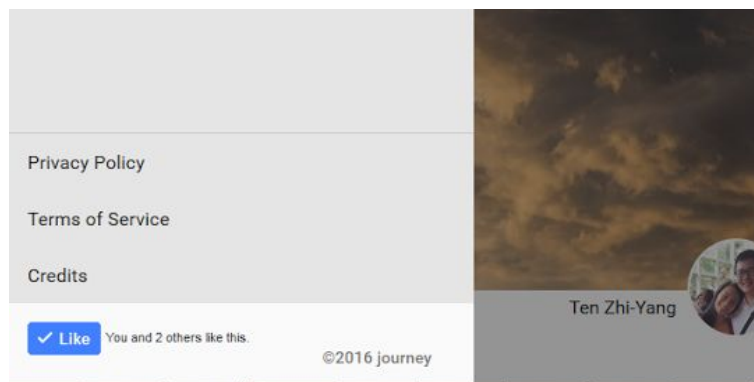 Privacy Policy
Terms of Service
Credits
Like You and 2 others like this.
©2016 journey
Ten Zhi-Yang